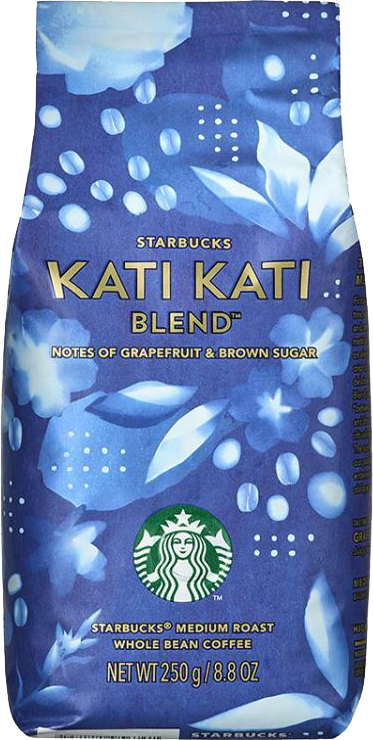 STARBUCKS
KATI KATI
BLEND™
NOTES OF GRAPEFRUIT & BROWN SUGAR
TM
STARBUCKS® MEDIUM ROAST
WHOLE BEAN COFFEE
NET WT 250 g / 8.8 OZ